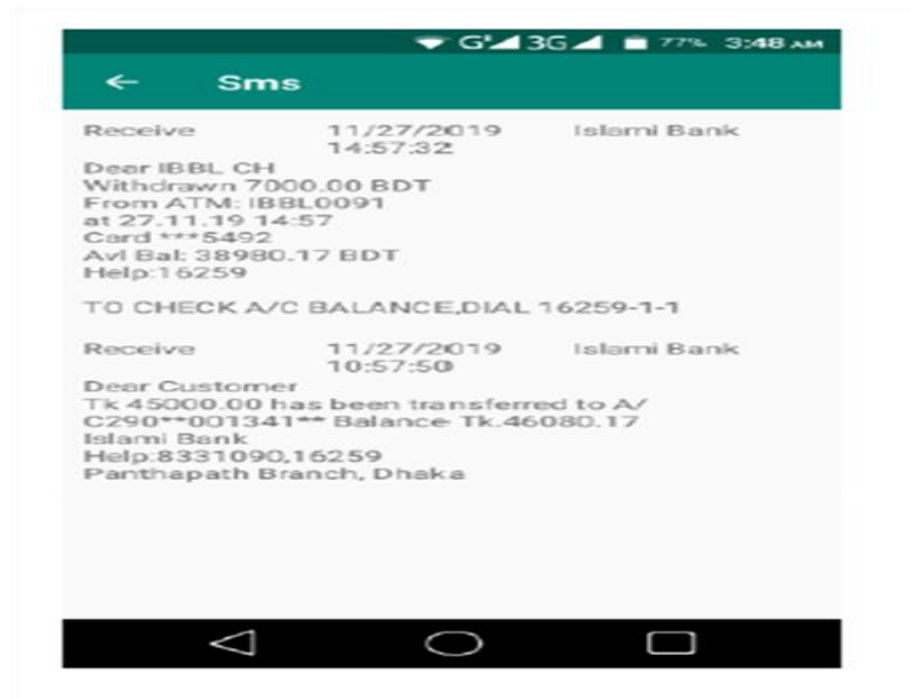 G 3G 77% 3:48 AM
← Sms
Receive 11/27/2019 Islami Bank
14:57:32
Dear IBBL CH
Withdrawn 7000.00 BDT
From ATM: IBBL0091
at 27.11.19 14:57
Card ***5492
Avl Bal: 38980.17 BDT
Help:16259
TO CHECK A/C BALANCE,DIAL 16259-1-1
Receive 11/27/2019 Islami Bank
10:57:50
Dear Customer
Tk 45000.00 has been transferred to A/
C290**001341** Balance Tk.46080.17
Islami Bank
Help:8331090,16259
Panthapath Branch, Dhaka